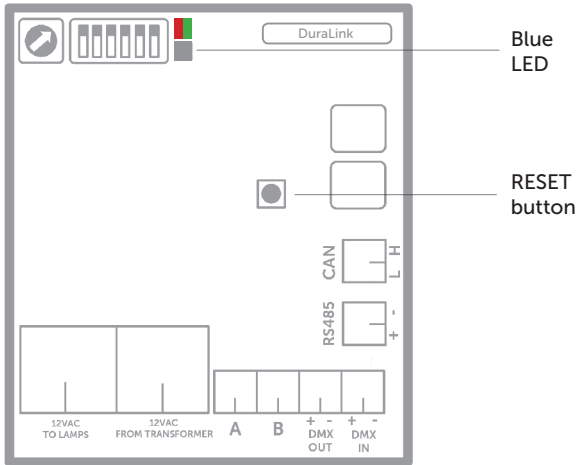 DuraLink
Blue
LED
RESET
button
CAN
H
L
RS485
-
+
12VAC
TO LAMPS
12VAC
FROM TRANSFORMER
A
B
+ -
DMX
OUT
+ -
DMX
IN